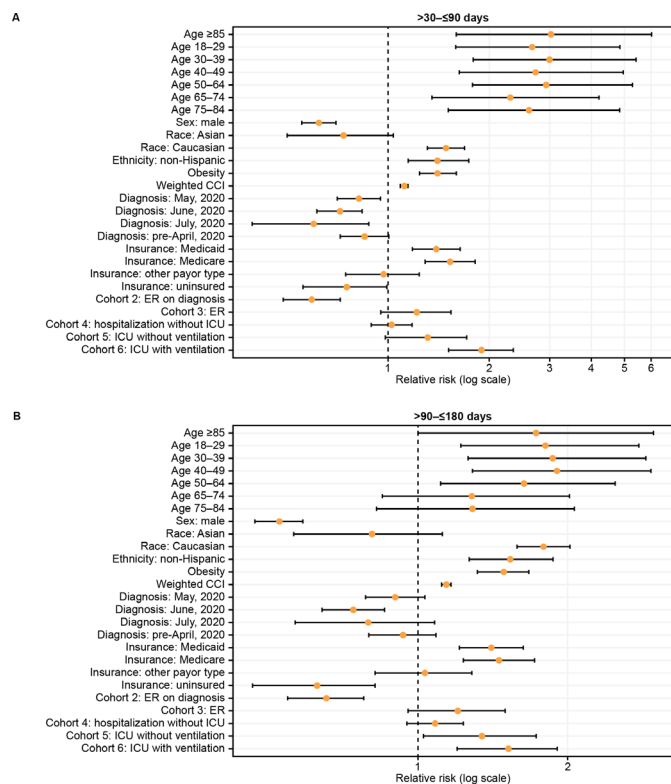 A
>30–≤90 days
Age ≥85
Age 18–29
Age 30–39
Age 40–49
Age 50–64
Age 65–74
Age 75–84
Sex: male
Race: Asian
Race: Caucasian
Ethnicity: non-Hispanic
Obesity
Weighted CCI
Diagnosis: May, 2020
Diagnosis: June, 2020
Diagnosis: July, 2020
Diagnosis: pre-April, 2020
Insurance: Medicaid
Insurance: Medicare
Insurance: other payor type
Insurance: uninsured
Cohort 2: ER on diagnosis
Cohort 3: ER
Cohort 4: hospitalization without ICU
Cohort 5: ICU without ventilation
Cohort 6: ICU with ventilation
1 2 3 4 5 6
Relative risk (log scale)
B
>90–≤180 days
Age ≥85
Age 18–29
Age 30–39
Age 40–49
Age 50–64
Age 65–74
Age 75–84
Sex: male
Race: Asian
Race: Caucasian
Ethnicity: non-Hispanic
Obesity
Weighted CCI
Diagnosis: May, 2020
Diagnosis: June, 2020
Diagnosis: July, 2020
Diagnosis: pre-April, 2020
Insurance: Medicaid
Insurance: Medicare
Insurance: other payor type
Insurance: uninsured
Cohort 2: ER on diagnosis
Cohort 3: ER
Cohort 4: hospitalization without ICU
Cohort 5: ICU without ventilation
Cohort 6: ICU with ventilation
1 2
Relative risk (log scale)